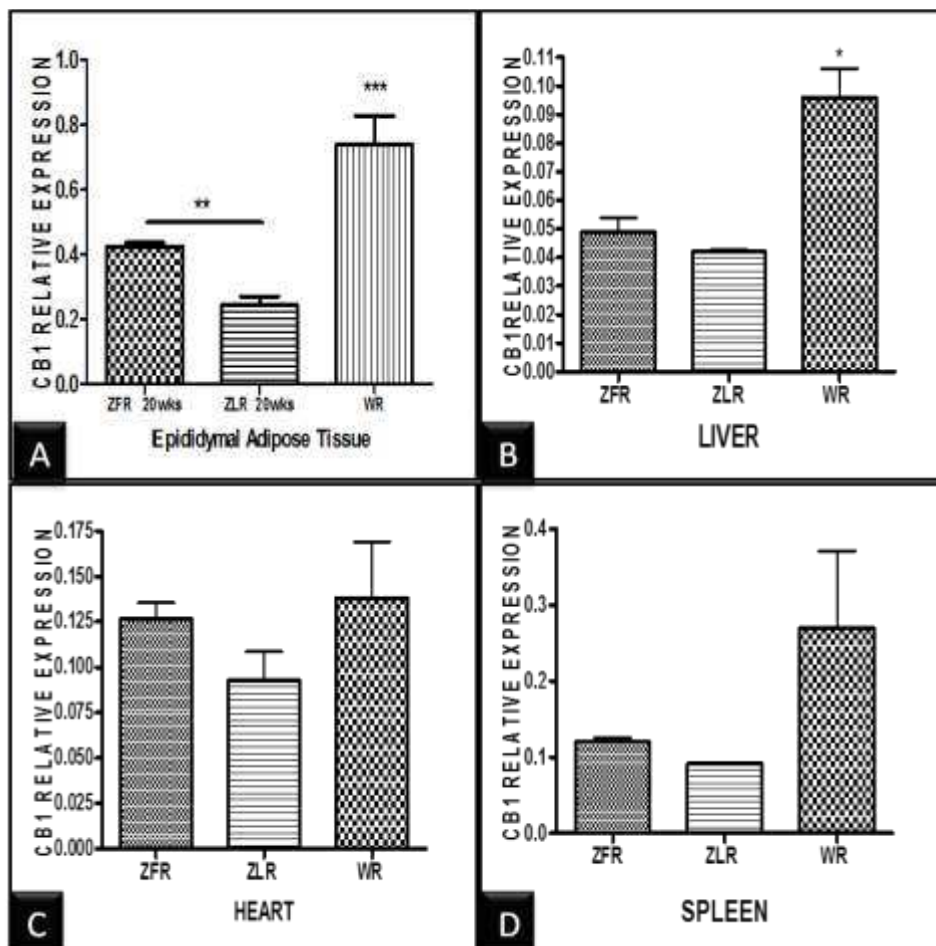 CB1 RELATIVE EXPRESSION
1.0
0.8
0.6
0.4
0.2
0.0
***
**
ZFR 20wks
ZLR 20wks
WR
Epididymal Adipose Tissue
A
CB1 RELATIVE EXPRESSION
0.11
0.10
0.09
0.08
0.07
0.06
0.05
0.04
0.03
0.02
0.01
0.00
*
ZFR
ZLR
WR
LIVER
B
CB1 RELATIVE EXPRESSION
0.175
0.150
0.125
0.100
0.075
0.050
0.025
0.000
ZFR
ZLR
WR
HEART
C
CB1 RELATIVE EXPRESSION
0.4
0.3
0.2
0.1
0.0
ZFR
ZLR
WR
SPLEEN
D